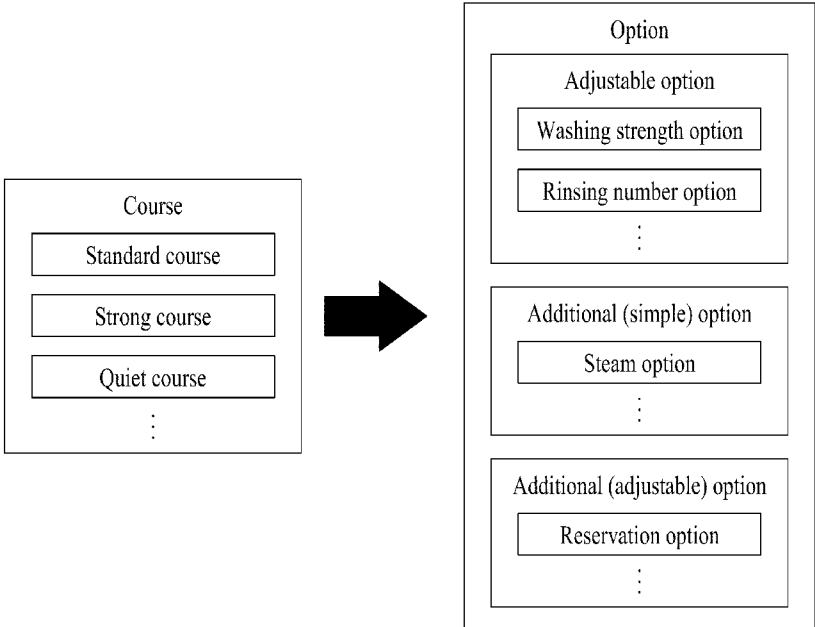 Course
Standard course
Strong course
Quiet course
Option
Adjustable option
Washing strength option
Rinsing number option
Additional (simple) option
Steam option
Additional (adjustable) option
Reservation option